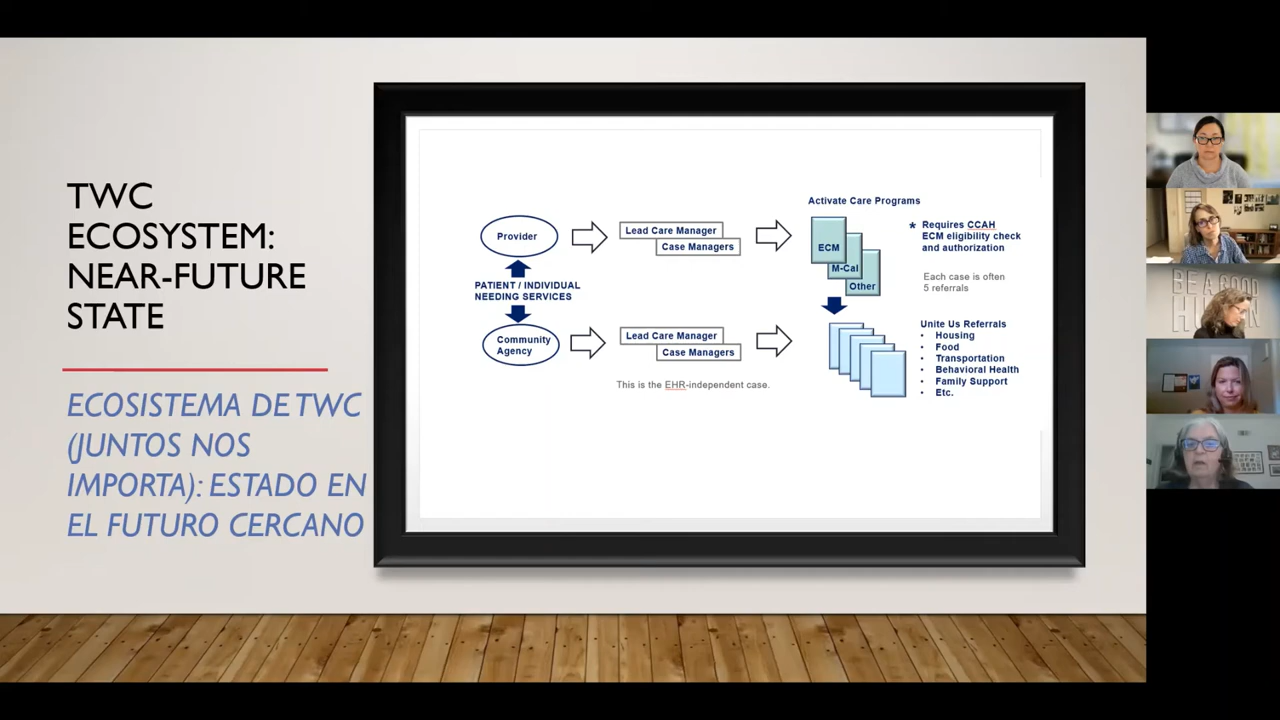 TWC
ECOSYSTEM:
NEAR-FUTURE
STATE
ECOSISTEMA DE TWC
(JUNTOS NOS
IMPORTA): ESTADO EN
EL FUTURO CERCANO
Activate Care Programs
Provider
Lead Care Manager
Case Managers
ECM
M-Cal
Other
* Requires CCAH
ECM eligibility check
and authorization
Each case is often
5 referrals
PATIENT / INDIVIDUAL
NEEDING SERVICES
Community
Agency
Lead Care Manager
Case Managers
This is the EHR-independent case.
Unite Us Referrals
• Housing
• Food
• Transportation
• Behavioral Health
• Family Support
• Etc.
BE A GOOD